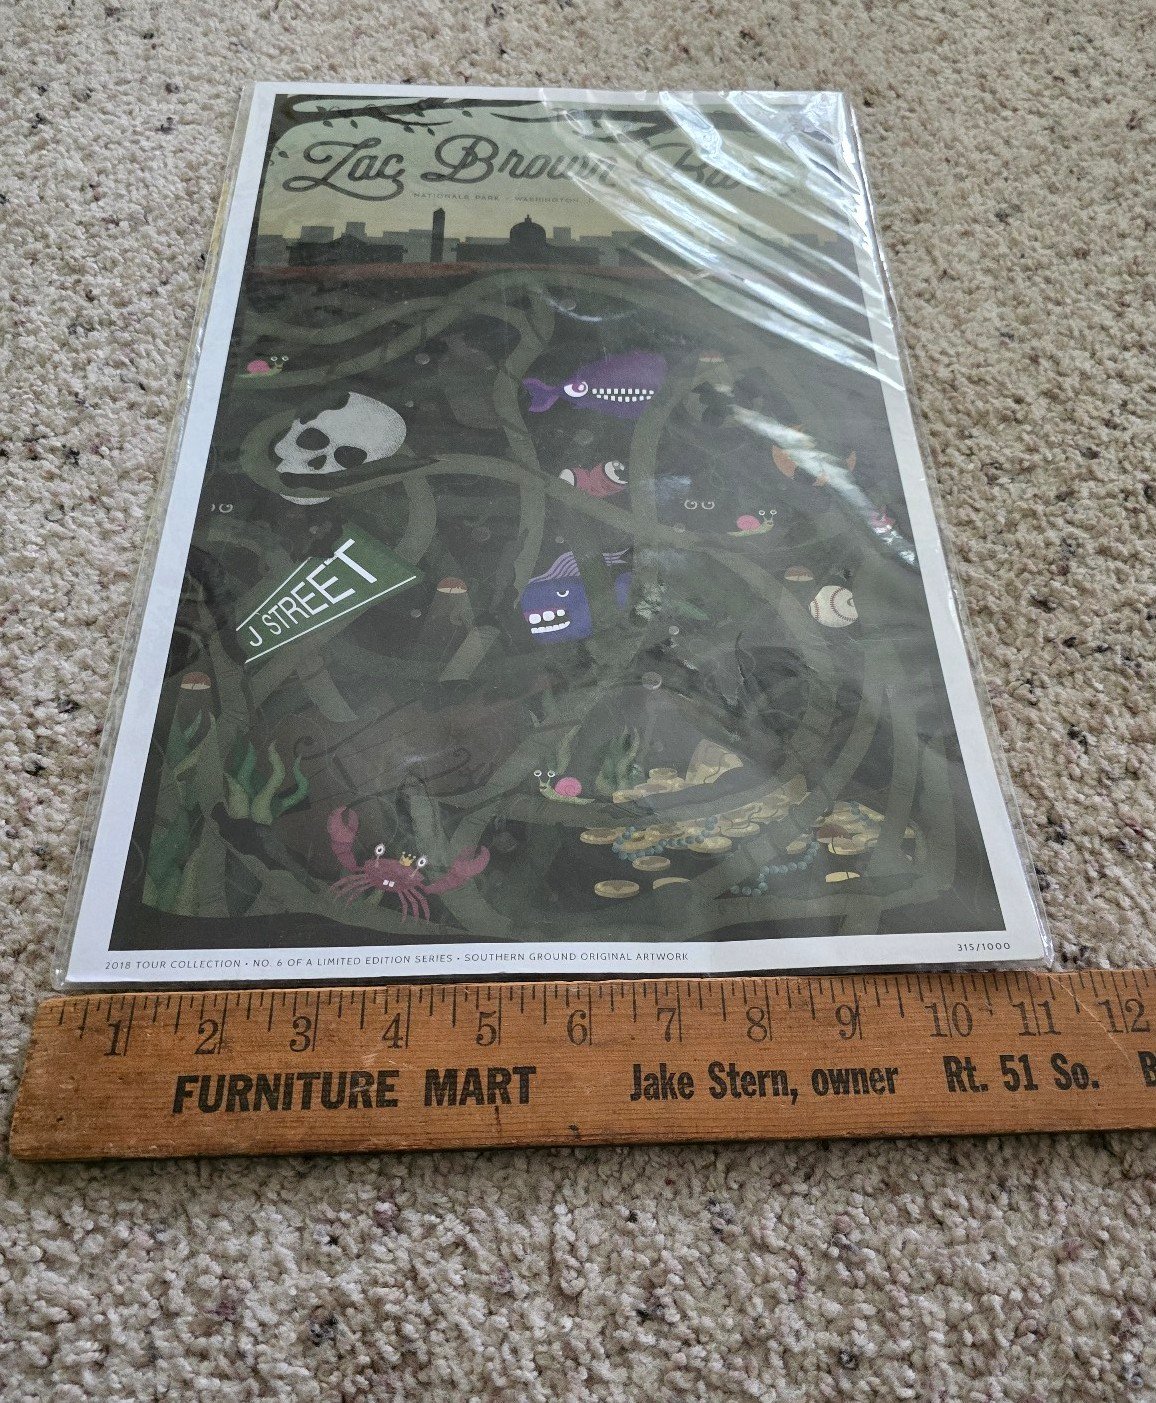 Zac Brown
NATIONALS PARK - WASHINGTON,
J STREET
2018 TOUR COLLECTION • NO. 6 OF A LIMITED EDITION SERIES • SOUTHERN GROUND ORIGINAL ARTWORK
315/1000
1 2 3 4 5 6 7 8 9 10 11 12
FURNITURE MART Jake Stern, owner Rt. 51 So. B